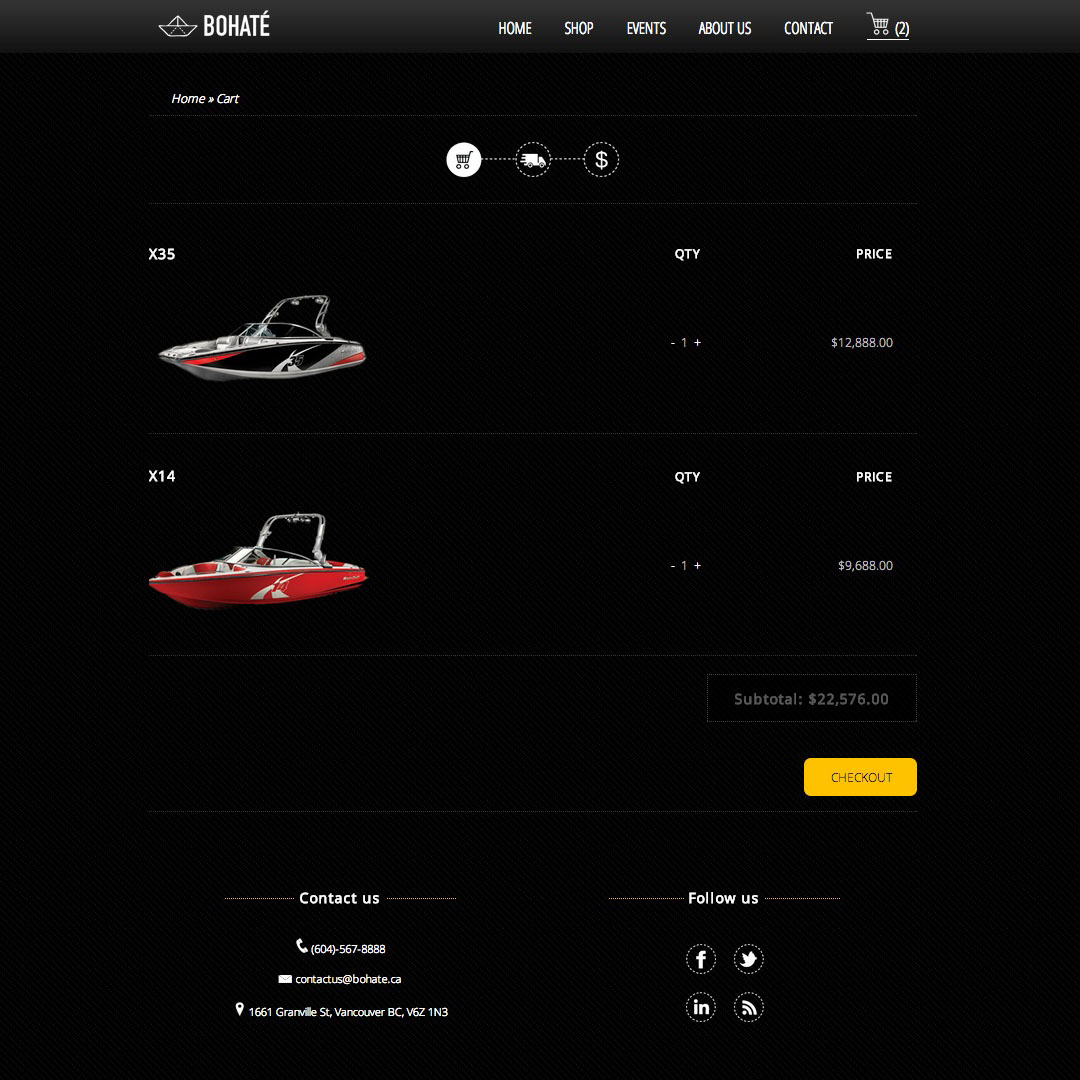 BOHATÉ HOME SHOP EVENTS ABOUT US CONTACT (2)
Home » Cart
$
X35 QTY PRICE
- 1 + $12,888.00
X14 QTY PRICE
- 1 + $9,688.00
Subtotal: $22,576.00
CHECKOUT
Contact us Follow us
(604)-567-8888
contactus@bohate.ca
1661 Granville St, Vancouver BC, V6Z 1N3
f
in